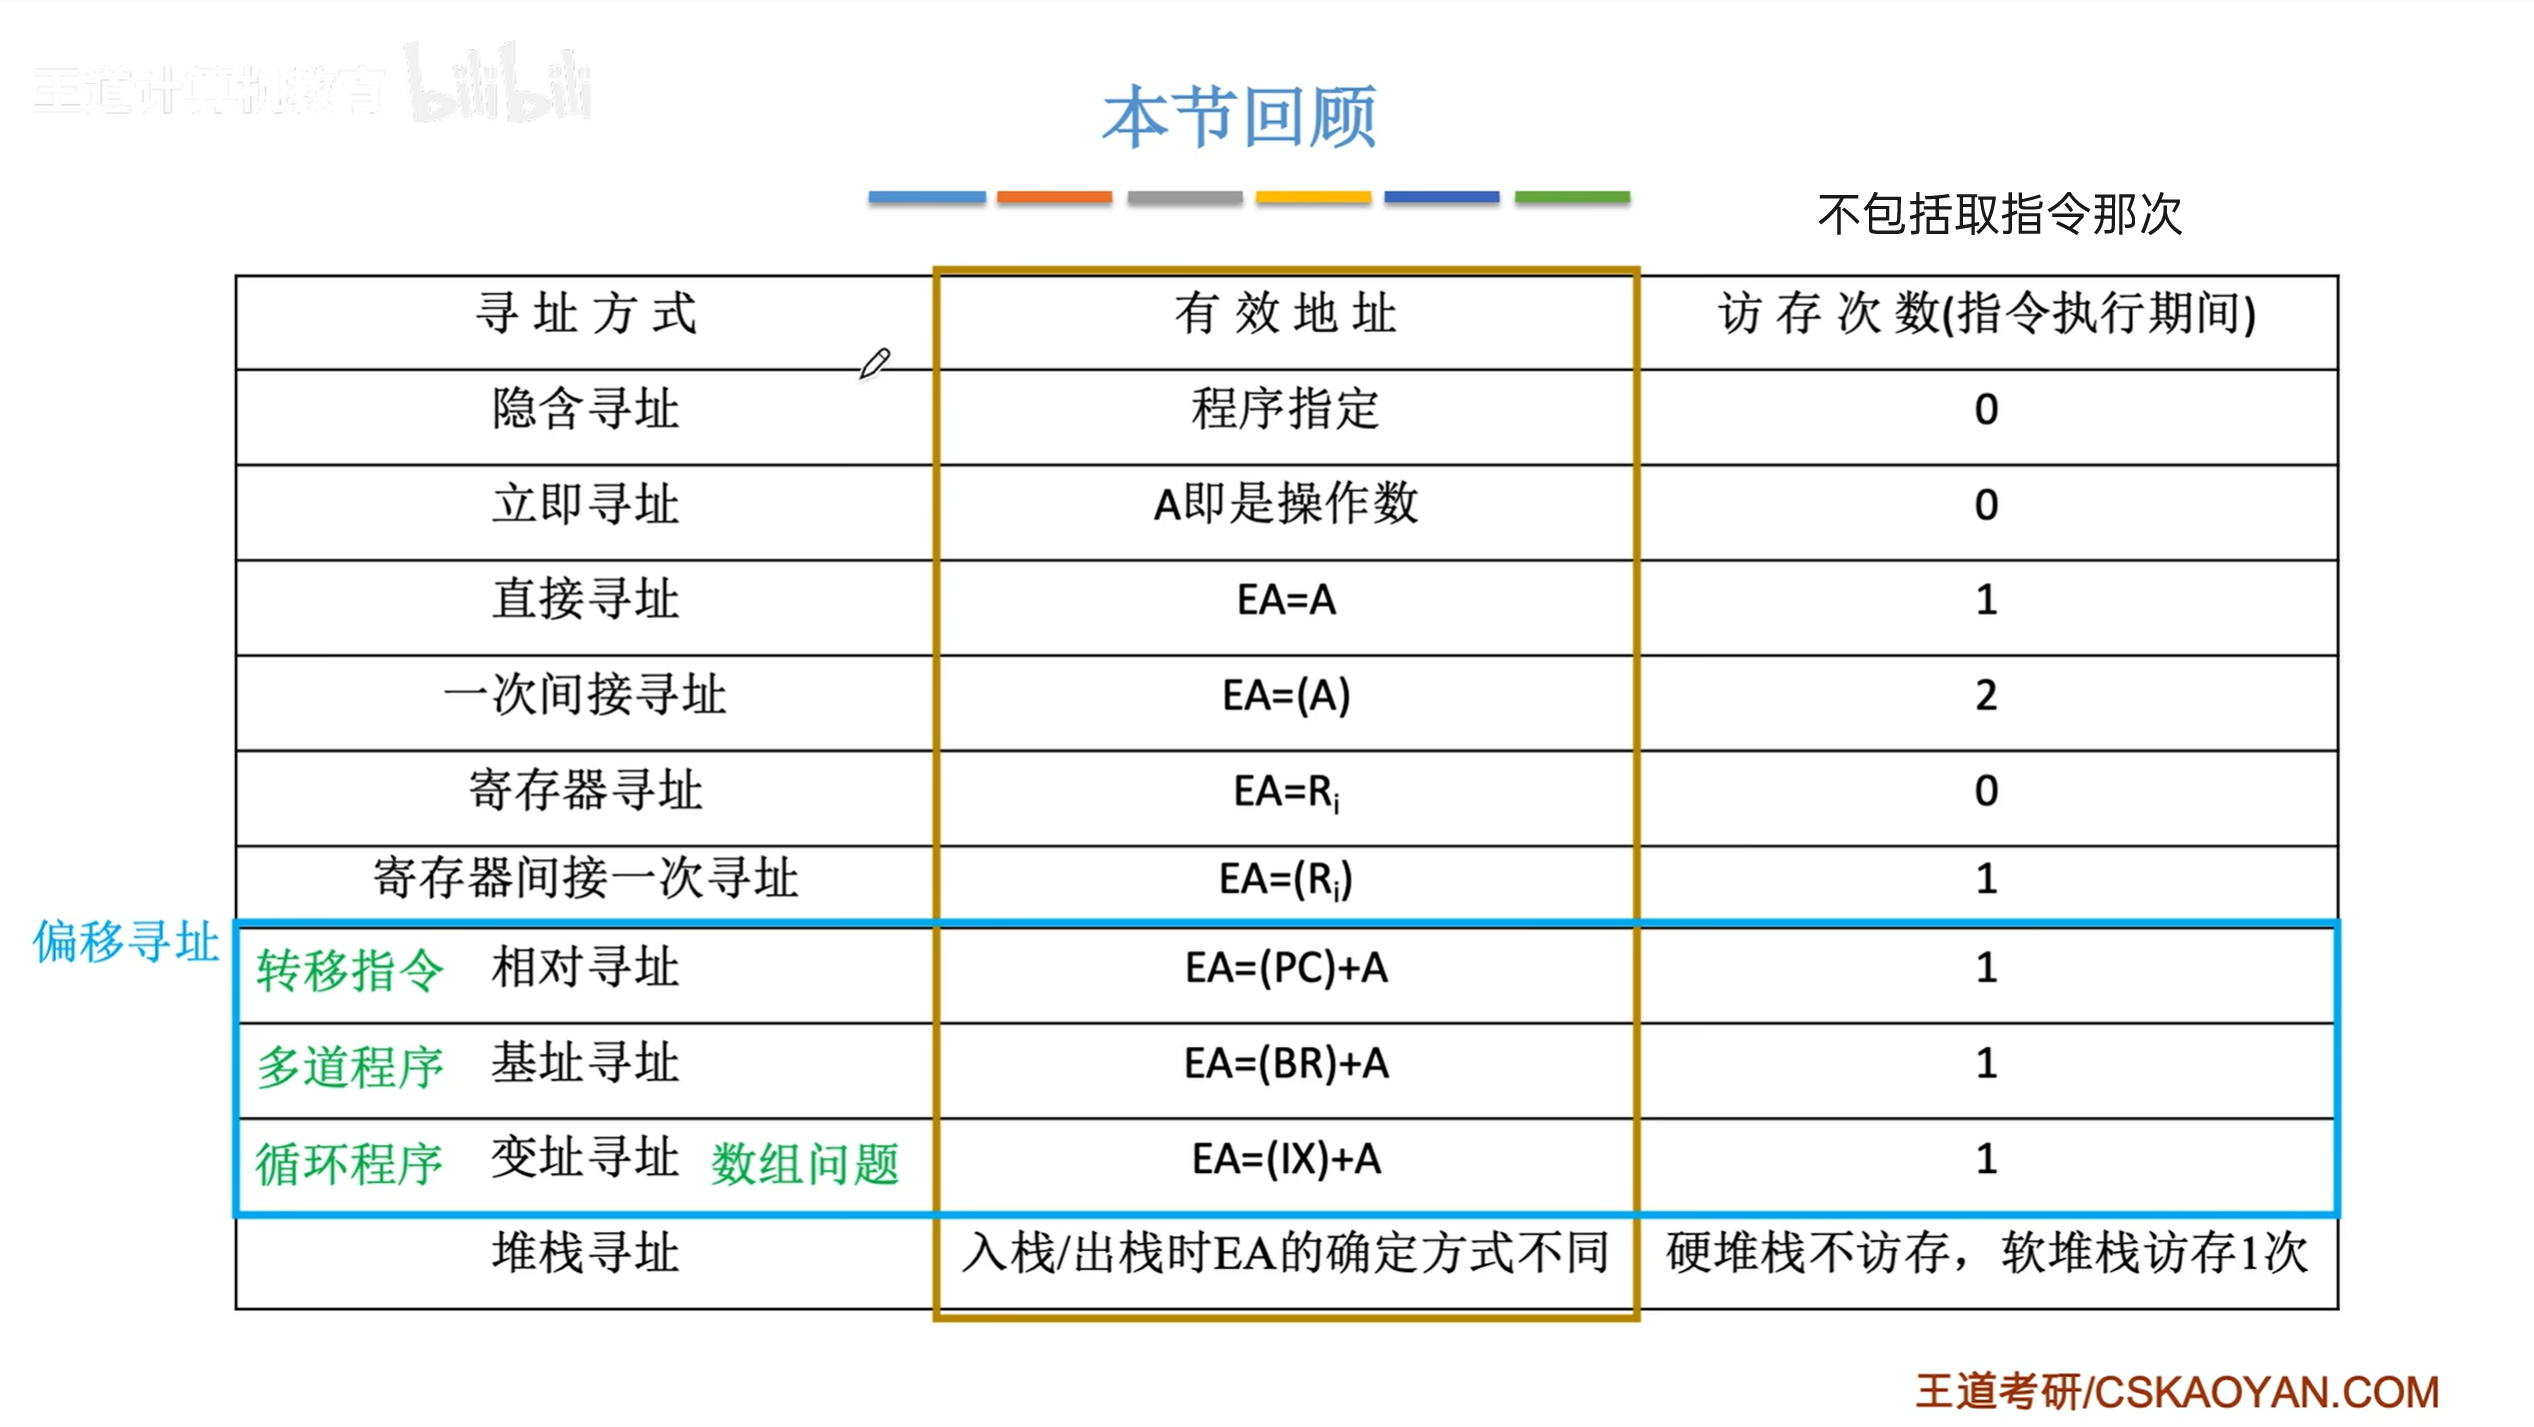 王道计算机教育 bilibili
本节回顾
不包括取指令那次
寻址方式 有效地址 访存次数(指令执行期间)
隐含寻址 程序指定 0
立即寻址 A即是操作数 0
直接寻址 EA=A 1
一次间接寻址 EA=(A) 2
寄存器寻址 EA=Rᵢ 0
寄存器间接一次寻址 EA=(Rᵢ) 1
偏移寻址
转移指令 相对寻址 EA=(PC)+A 1
多道程序 基址寻址 EA=(BR)+A 1
循环程序 变址寻址 数组问题 EA=(IX)+A 1
堆栈寻址 入栈/出栈时EA的确定方式不同 硬堆栈不访存，软堆栈访存1次
王道考研/CSKAOYAN.COM